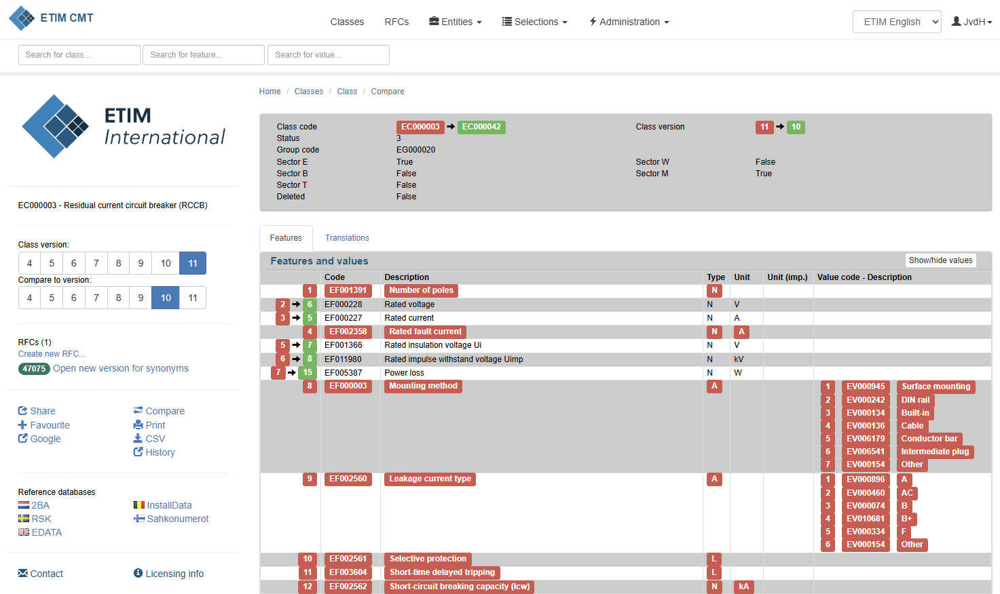 ETIM CMT
Classes RFCs Entities Selections Administration ETIM English JvdH
Search for class... Search for feature... Search for value...
ETIM
International
Home / Classes / Class / Compare
Class code EC000003 EC000042 Class version 11 10
Status 3
Group code EG000020
Sector E True Sector W False
Sector B False Sector M True
Sector T False
Deleted False
EC000003 - Residual current circuit breaker (RCCB)
Class version:
4 5 6 7 8 9 10 11
Compare to version:
4 5 6 7 8 9 10 11
RFCs (1)
Create new RFC...
47075 Open new version for synonyms
Share Compare
Favourite Print
Google CSV
History
Reference databases
2BA InstallData
RSK Sahkonumerot
EDATA
Contact Licensing info
Features Translations
Features and values Show/hide values
Code Description Type Unit Unit (imp.) Value code - Description
1 EF001391 Number of poles N
2 6 EF000228 Rated voltage N V
3 5 EF000227 Rated current N A
4 EF002358 Rated fault current N A
5 7 EF001366 Rated insulation voltage Ui N V
6 8 EF011980 Rated impulse withstand voltage Uimp N kV
7 15 EF005387 Power loss N W
8 EF000003 Mounting method A 1 EV000945 Surface mounting
2 EV000242 DIN rail
3 EV000134 Built-in
4 EV000136 Cable
5 EV006179 Conductor bar
6 EV006541 Intermediate plug
7 EV000154 Other
9 EF002560 Leakage current type A 1 EV000896 A
2 EV000460 AC
3 EV000074 B
4 EV010681 B+
5 EV000334 F
6 EV000154 Other
10 EF002561 Selective protection L
11 EF003604 Short-time delayed tripping L
12 EF002562 Short-circuit breaking capacity (Icw) N kA